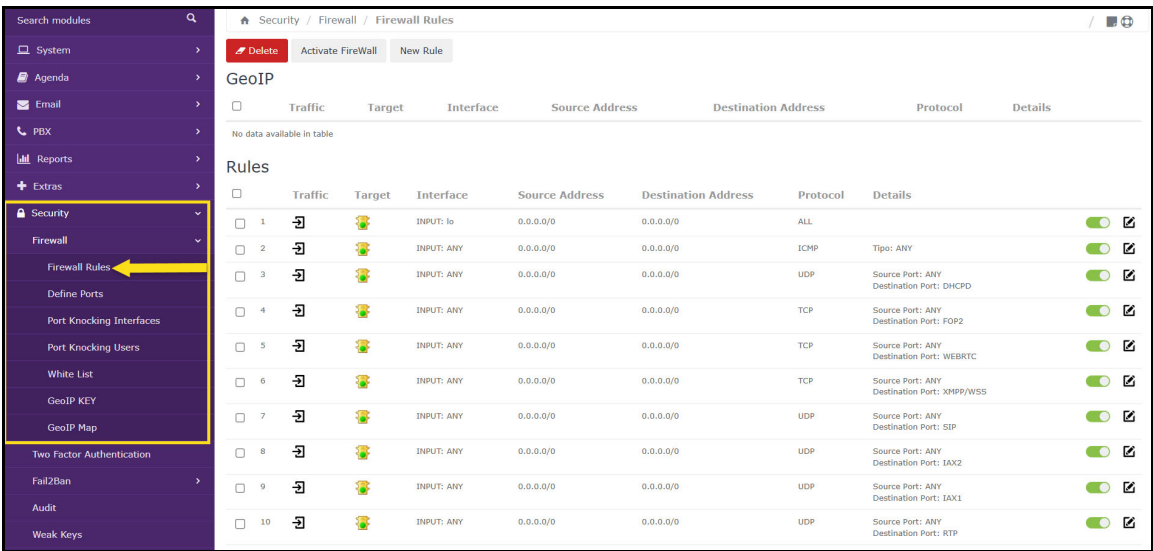 Search modules
System
Agenda
Email
PBX
Reports
Extras
Security
Firewall
Firewall Rules
Define Ports
Port Knocking Interfaces
Port Knocking Users
White List
GeoIP KEY
GeoIP Map
Two Factor Authentication
Fail2Ban
Audit
Weak Keys
Security / Firewall / Firewall Rules /
Delete Activate FireWall New Rule
GeoIP
Traffic Target Interface Source Address Destination Address Protocol Details
No data available in table
Rules
Traffic Target Interface Source Address Destination Address Protocol Details
1 INPUT: lo 0.0.0.0/0 0.0.0.0/0 ALL
2 INPUT: ANY 0.0.0.0/0 0.0.0.0/0 ICMP Tipo: ANY
3 INPUT: ANY 0.0.0.0/0 0.0.0.0/0 UDP Source Port: ANY
Destination Port: DHCPD
4 INPUT: ANY 0.0.0.0/0 0.0.0.0/0 TCP Source Port: ANY
Destination Port: FOP2
5 INPUT: ANY 0.0.0.0/0 0.0.0.0/0 TCP Source Port: ANY
Destination Port: WEBRTC
6 INPUT: ANY 0.0.0.0/0 0.0.0.0/0 TCP Source Port: ANY
Destination Port: XMPP/WSS
7 INPUT: ANY 0.0.0.0/0 0.0.0.0/0 UDP Source Port: ANY
Destination Port: SIP
8 INPUT: ANY 0.0.0.0/0 0.0.0.0/0 UDP Source Port: ANY
Destination Port: IAX2
9 INPUT: ANY 0.0.0.0/0 0.0.0.0/0 UDP Source Port: ANY
Destination Port: IAX1
10 INPUT: ANY 0.0.0.0/0 0.0.0.0/0 UDP Source Port: ANY
Destination Port: RTP